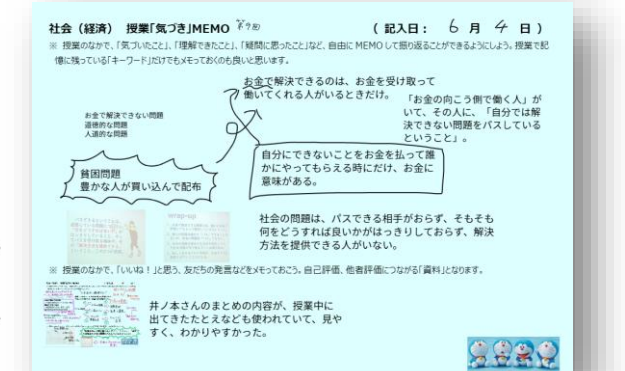 社会（経済） 授業「気づき」MEMO 第9回 （ 記入日： 6 月 4 日 ）
※ 授業のなかで、「気づいたこと」、「理解できたこと」、「疑問に思ったこと」など、自由に MEMO して振り返ることができるようにしよう。授業で記
憶に残っている「キーワード」だけでもメモっておくのも良いと思います。
お金で解決できるのは、お金を受け取って
働いてくれる人がいるときだけ。
「お金の向こう側で働く人」が
いて、その人に、「自分では解
決できない問題をパスしている
ということ」。
お金で解決できない問題
道徳的な問題
人道的な問題
自分にできないことをお金を払って誰
かにやってもらえる時にだけ、お金に
意味がある。
貧困問題
豊かな人が買い込んで配布
wrap-up
社会の問題は、パスできる相手がおらず、そもそも
何をどうすれば良いかがはっきりしておらず、解決
方法を提供できる人がいない。
※ 授業のなかで、「いいね！」と思う、友だちの発言などをメモっておこう。自己評価、他者評価につながる「資料」となります。
井ノ本さんのまとめの内容が、授業中に
出てきたたとえなども使われていて、見や
すく、わかりやすかった。